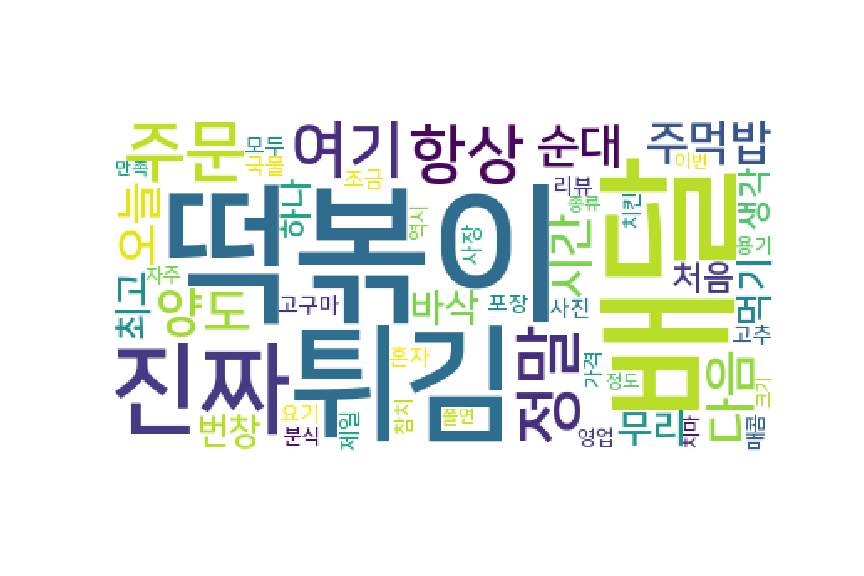 주문
모두
만족
국물
여기
조금
항상
순대
주먹밥
이번
리뷰
종류
치킨
오늘
하나
떡볶이
역시
사장
시간
배달
생각
용기
처음
먹기
최고
자주
양도
고구마
바삭
포장
사진
고추
진짜
튀김
혼자
정말
가격
정도
다음
크기
번창
요기
분식
제일
참치
쫄면
영업
무리
치마
매콤